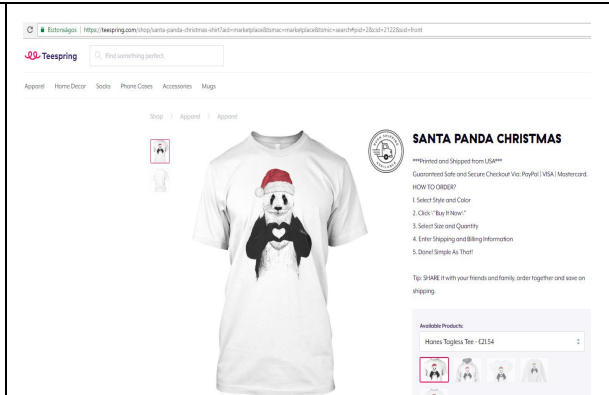 Biztonságos | https://teespring.com/shop/santa-panda-christmas-shirt?aid=marketplace&tsmac=marketplace&tsmic=search#pid=2&cid=2122&sid=front
Teespring
Find something perfect
Apparel Home Decor Socks Phone Cases Accessories Mugs
Shop > Apparel > Apparel
SANTA PANDA CHRISTMAS
***Printed and Shipped from USA***
Guaranteed Safe and Secure Checkout Via: PayPal | VISA | Mastercard.
HOW TO ORDER?
1. Select Style and Color
2. Click \"Buy It Now\"
3. Select Size and Quantity
4. Enter Shipping and Billing Information
5. Done! Simple As That!
Tip: SHARE it with your friends and family, order together and save on
shipping.
Available Products:
Hanes Tagless Tee - £21.54